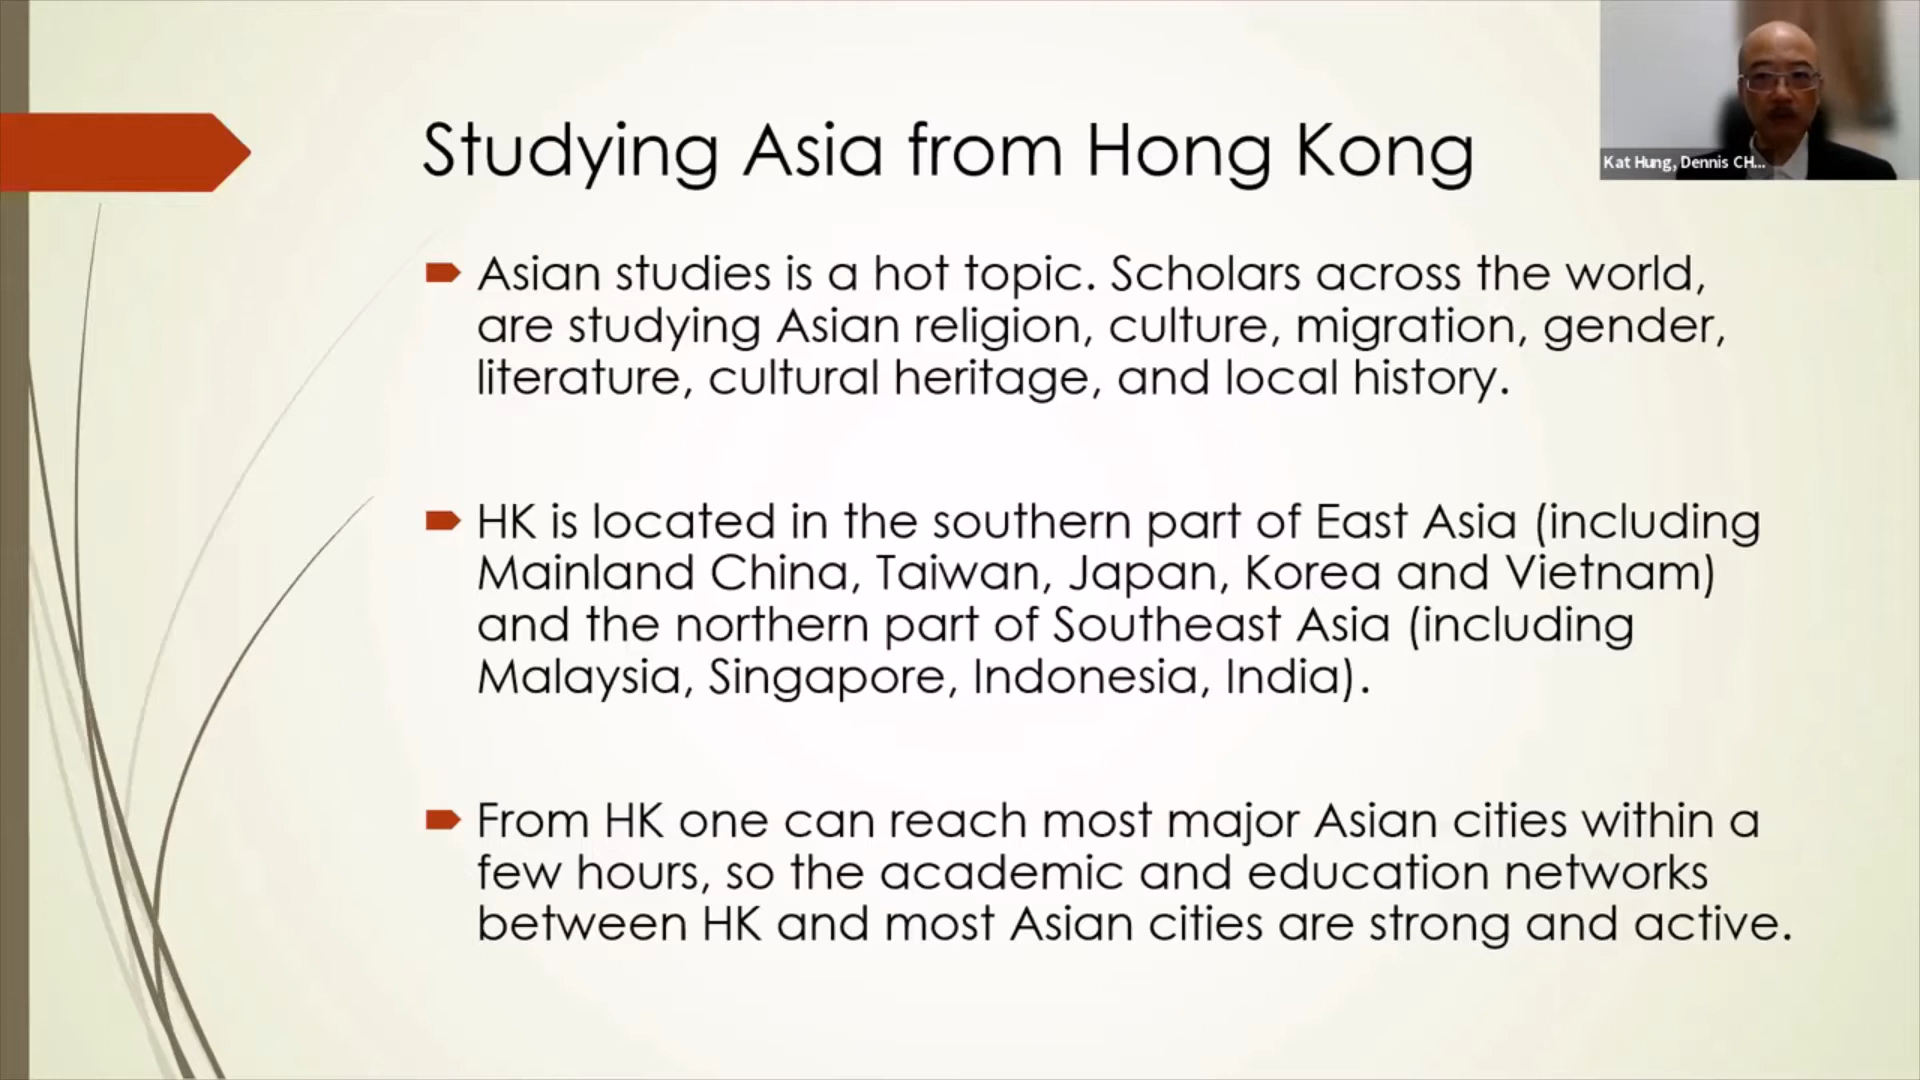 Studying Asia from Hong Kong
Kat Hung, Dennis CH...
Asian studies is a hot topic. Scholars across the world,
are studying Asian religion, culture, migration, gender,
literature, cultural heritage, and local history.
HK is located in the southern part of East Asia (including
Mainland China, Taiwan, Japan, Korea and Vietnam)
and the northern part of Southeast Asia (including
Malaysia, Singapore, Indonesia, India).
From HK one can reach most major Asian cities within a
few hours, so the academic and education networks
between HK and most Asian cities are strong and active.